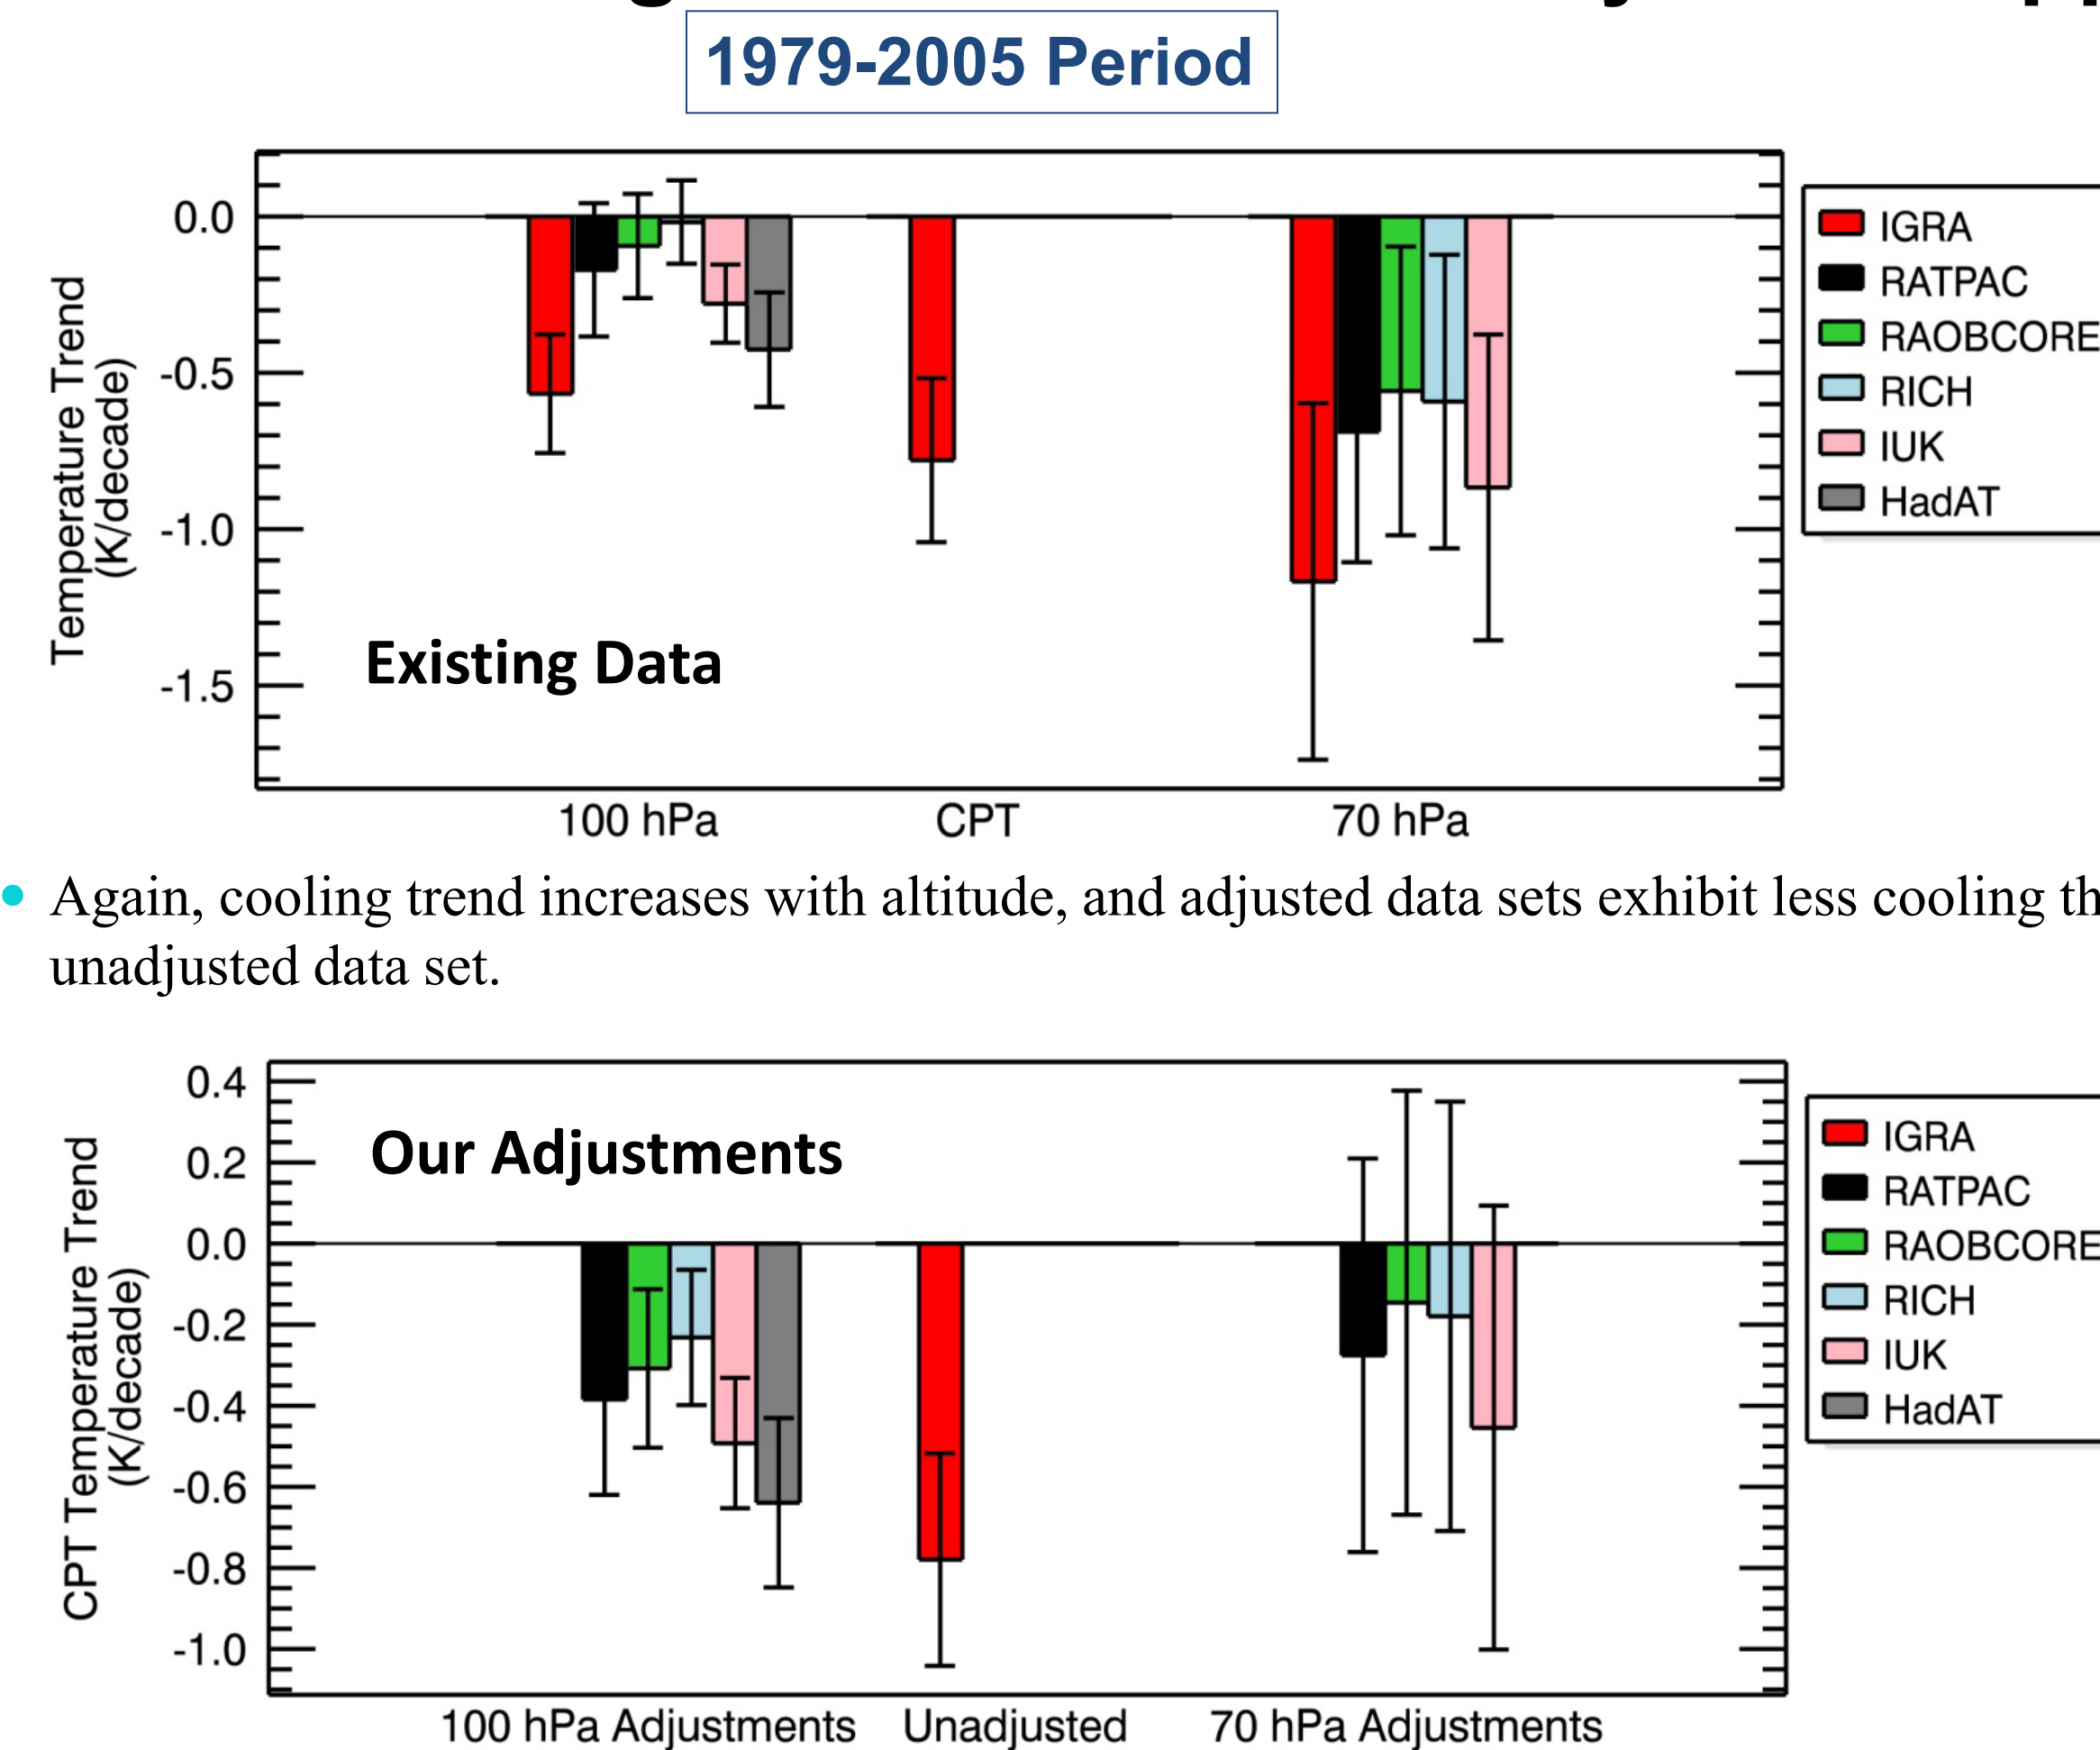 1979-2005 Period
0.0
-0.5
-1.0
-1.5
Temperature Trend
(K/decade)
Existing Data
100 hPa CPT 70 hPa
IGRA
RATPAC
RAOBCORE
RICH
IUK
HadAT
Again, cooling trend increases with altitude, and adjusted data sets exhibit less cooling th
unadjusted data set.
0.4
0.2
0.0
-0.2
-0.4
-0.6
-0.8
-1.0
CPT Temperature Trend
(K/decade)
Our Adjustments
100 hPa Adjustments Unadjusted 70 hPa Adjustments
IGRA
RATPAC
RAOBCORE
RICH
IUK
HadAT